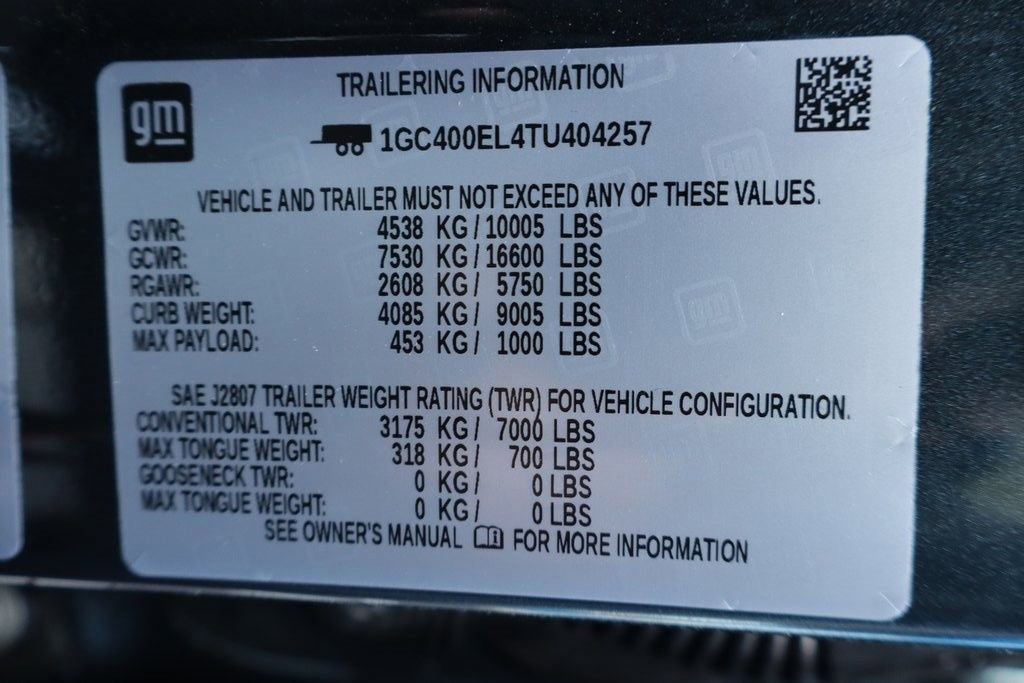 gm
TRAILERING INFORMATION
1GC400EL4TU404257
VEHICLE AND TRAILER MUST NOT EXCEED ANY OF THESE VALUES.
GVWR: 4538 KG / 10005 LBS
GCWR: 7530 KG / 16600 LBS
RGAWR: 2608 KG / 5750 LBS
CURB WEIGHT: 4085 KG / 9005 LBS
MAX PAYLOAD: 453 KG / 1000 LBS
SAE J2807 TRAILER WEIGHT RATING (TWR) FOR VEHICLE CONFIGURATION.
CONVENTIONAL TWR: 3175 KG / 7000 LBS
MAX TONGUE WEIGHT: 318 KG / 700 LBS
GOOSENECK TWR: 0 KG / 0 LBS
MAX TONGUE WEIGHT: 0 KG / 0 LBS
SEE OWNER'S MANUAL FOR MORE INFORMATION